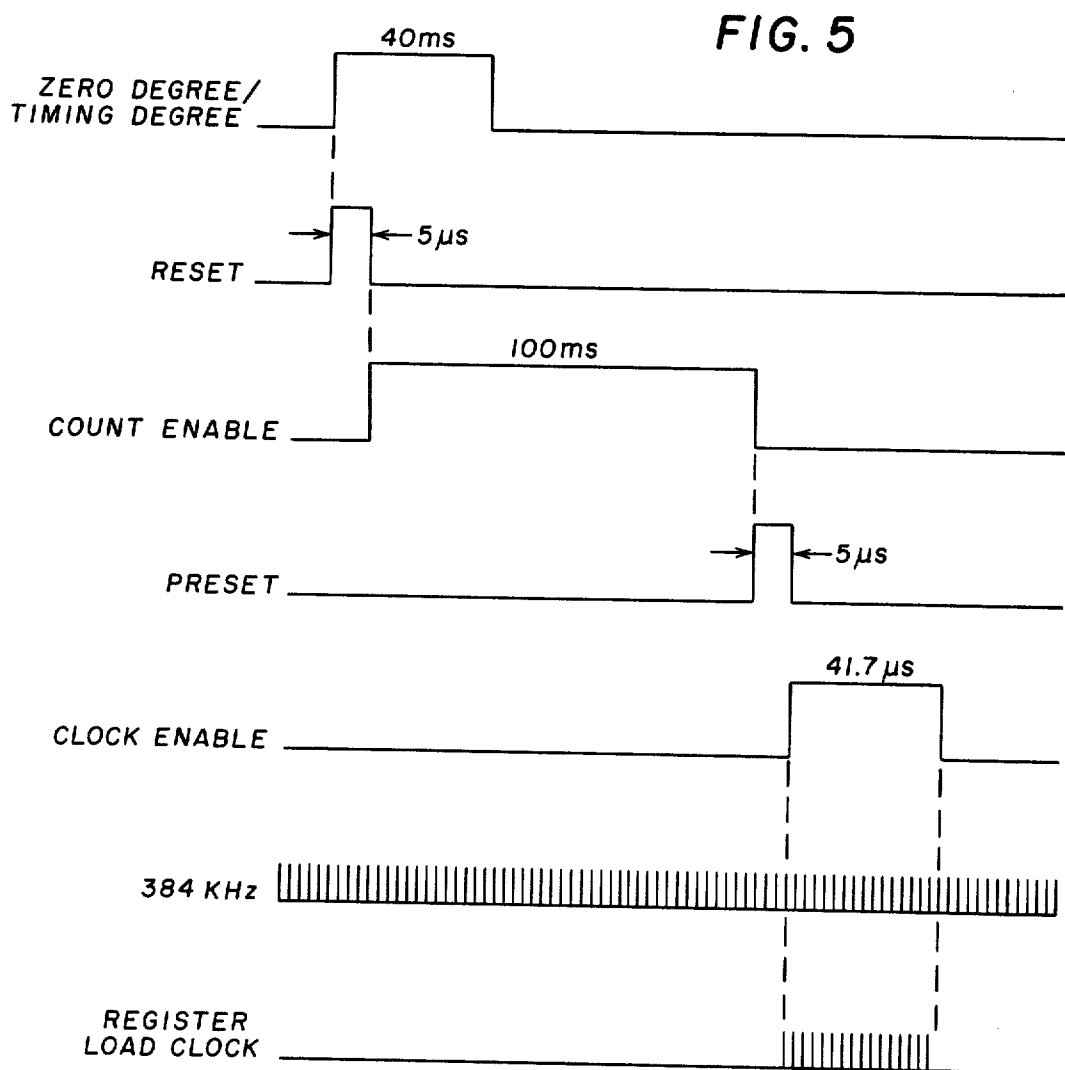 FIG. 5
40ms
ZERO DEGREE/
TIMING DEGREE
5µs
RESET
100ms
COUNT ENABLE
5µs
PRESET
41.7µs
CLOCK ENABLE
384 KHz
REGISTER
LOAD CLOCK